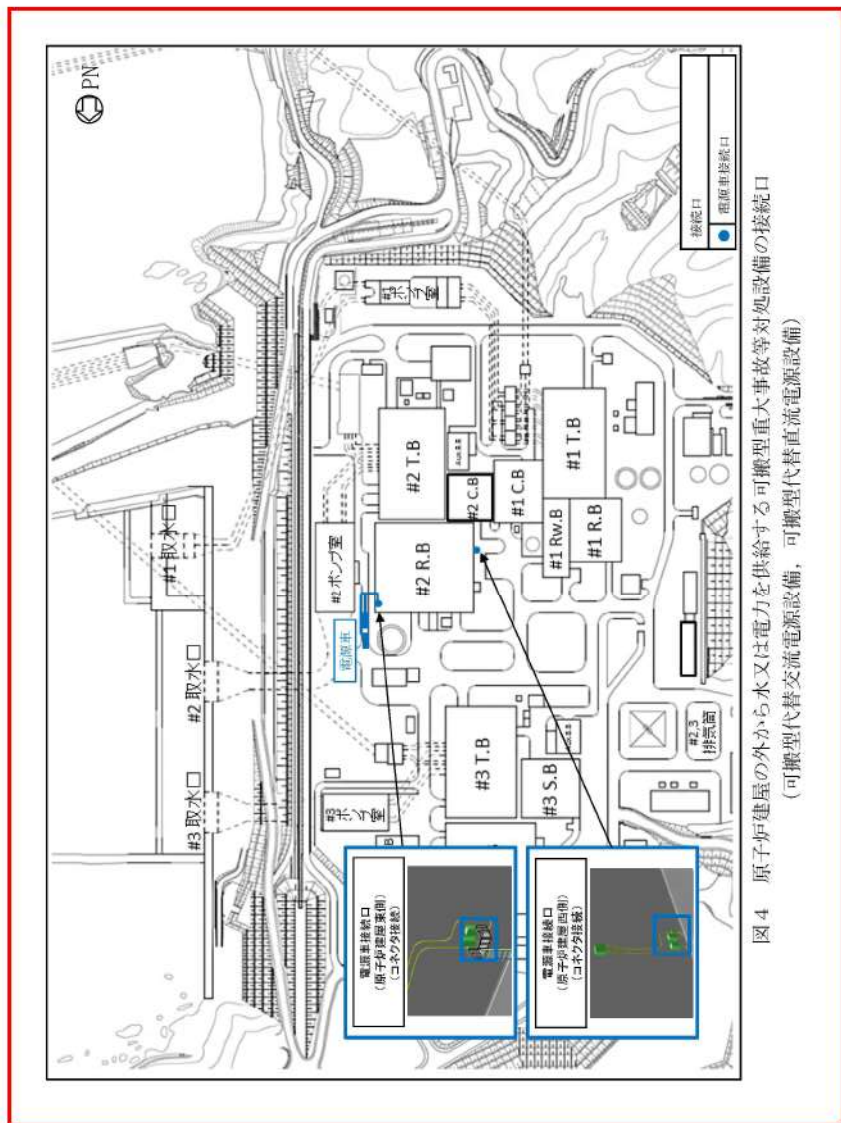 PN
#3 取水口
#2 取水口
#1 取水口
#3
ポンプ室
#2 ポンプ室
#1
ポンプ室
電源車
#3 T.B
#2 R.B
#2 T.B
#3 S.B
#2 C.B
#1 C.B
#1 Rw.B
#1 T.B
#1 R.B
#2,3
排気筒
電源車接続口
(原子炉建屋東側)
(コネクタ接続)
電源車接続口
(原子炉建屋西側)
(コネクタ接続)
接続口
電源車接続口
図4 原子炉建屋の外から水又は電力を供給する可搬型重大事故等対処設備の接続口
(可搬型代替交流電源設備，可搬型代替直流電源設備)